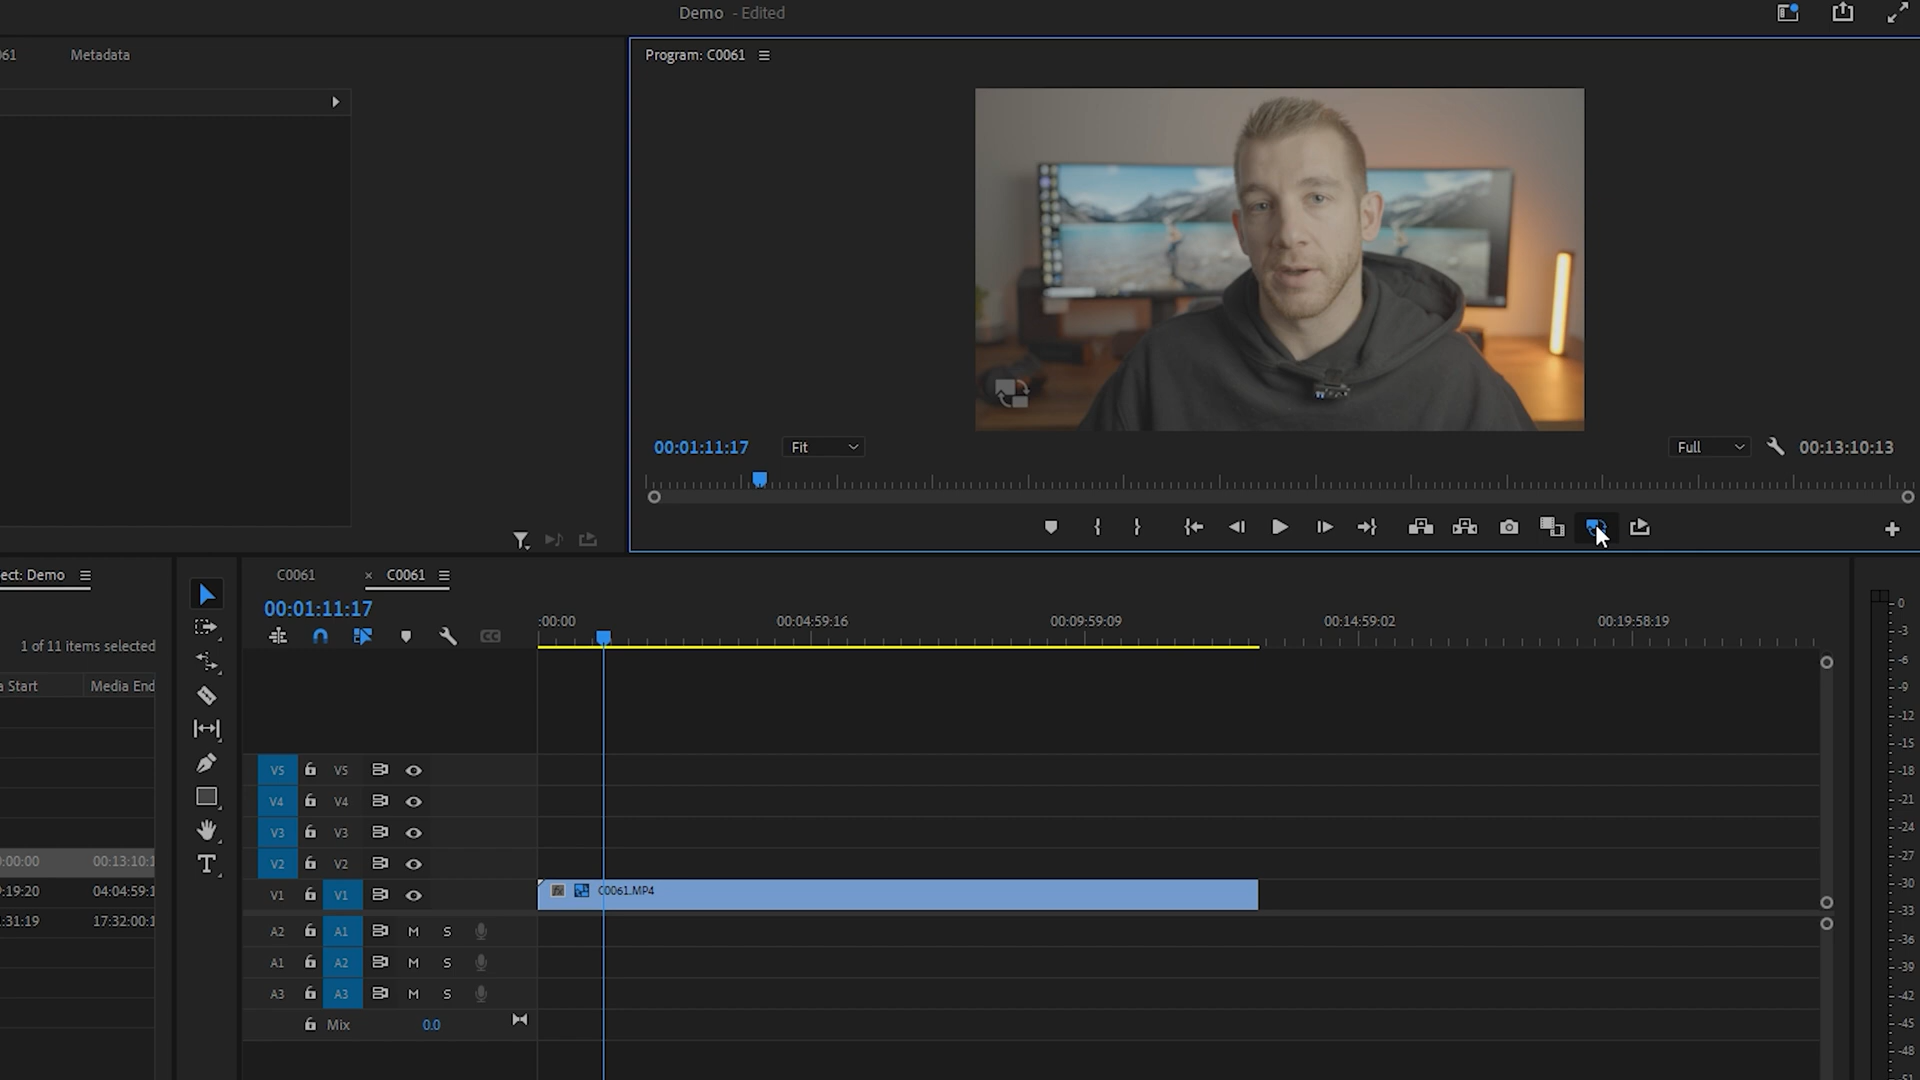 Demo - Edited
061 Metadata
Program: C0061
00:01:11:17 Fit Full 00:13:10:13
ect: Demo
C0061 × C0061
00:01:11:17
:00:00 00:04:59:16 00:09:59:09 00:14:59:02 00:19:58:19
1 of 11 items selected
a Start Media End
V5 V5
V4 V4
V3 V3
V2 V2
0:00:00 00:13:10:1
V1 V1 fx C0061.MP4
:19:20 04:04:59:1
:31:19 17:32:00:1
A2 A1 M S
A1 A2 M S
A3 A3 M S
Mix 0.0
0
-3
-6
-9
-12
-15
-18
-21
-24
-27
-30
-33
-36
-39
-42
-45
-48